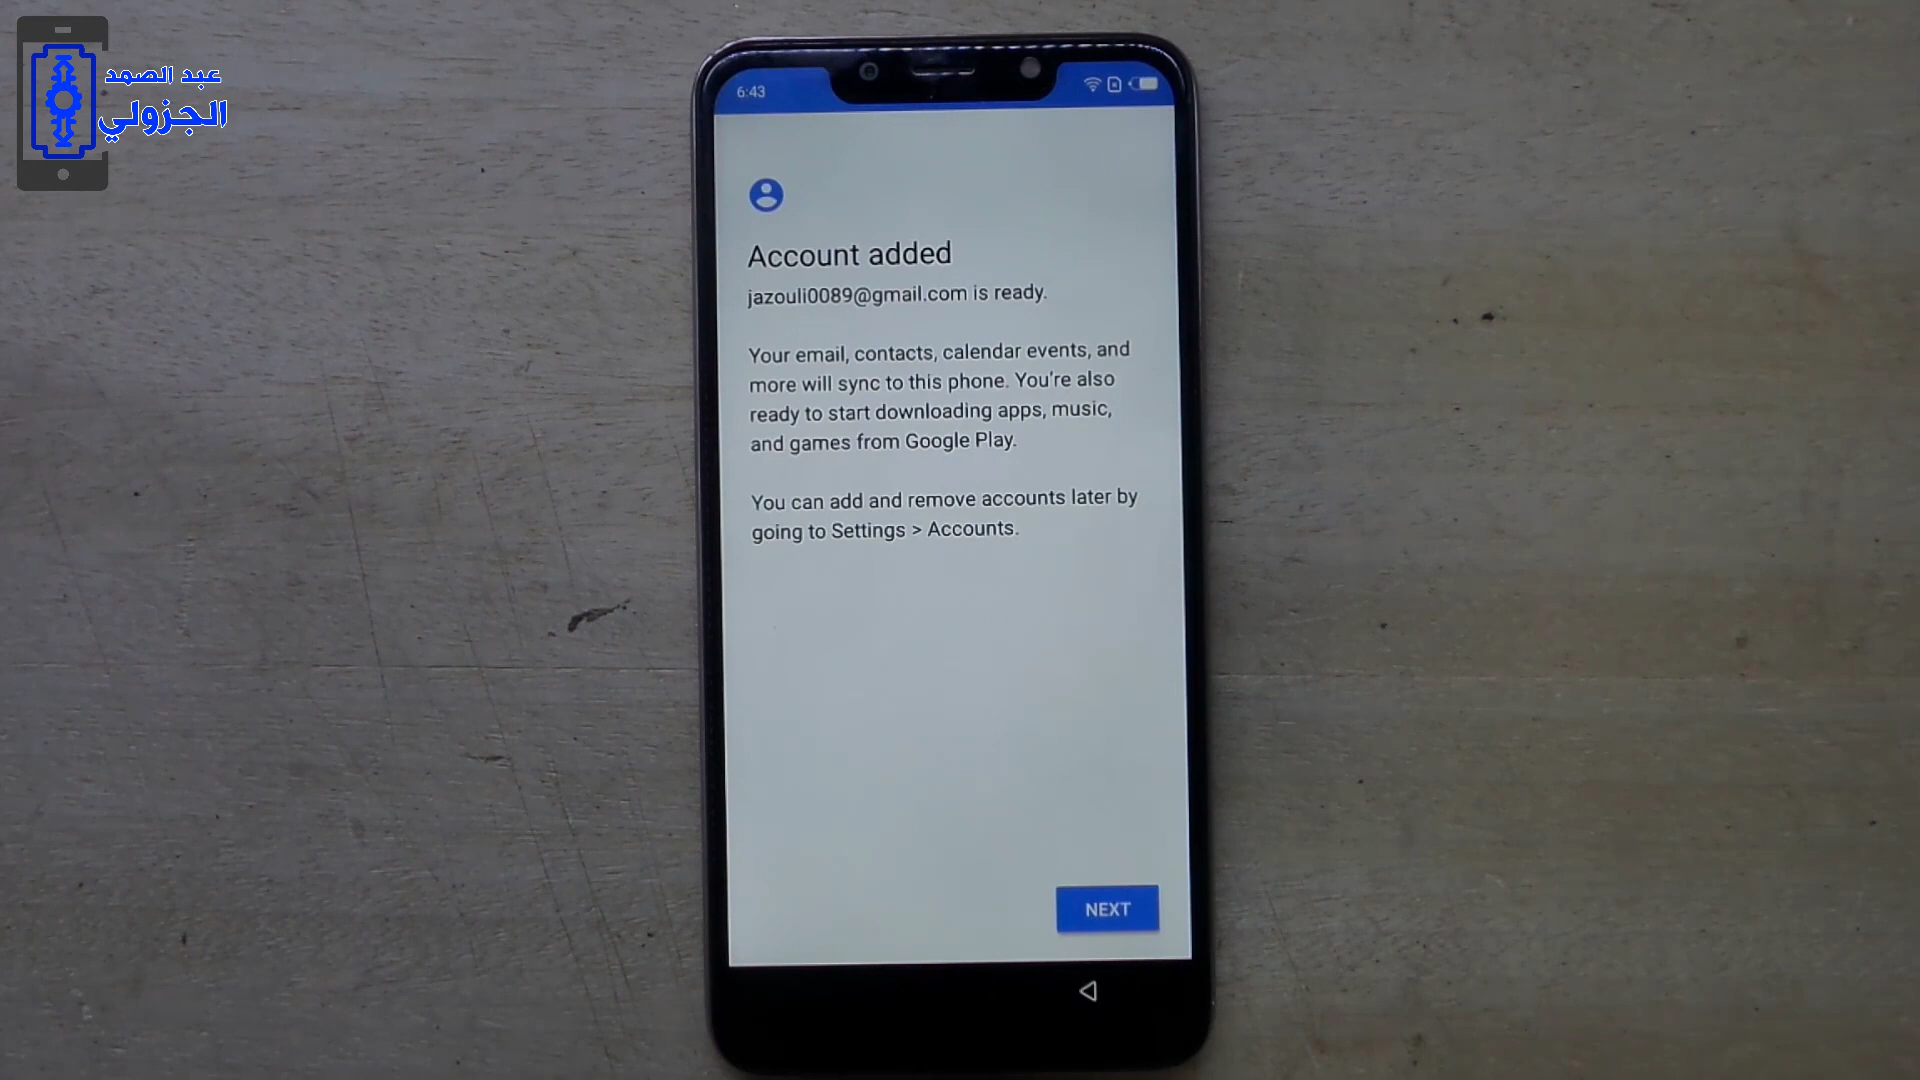 عبد الصمد
الجزولي
6:43
Account added
jazouli0089@gmail.com is ready.
Your email, contacts, calendar events, and
more will sync to this phone. You're also
ready to start downloading apps, music,
and games from Google Play.
You can add and remove accounts later by
going to Settings > Accounts.
NEXT